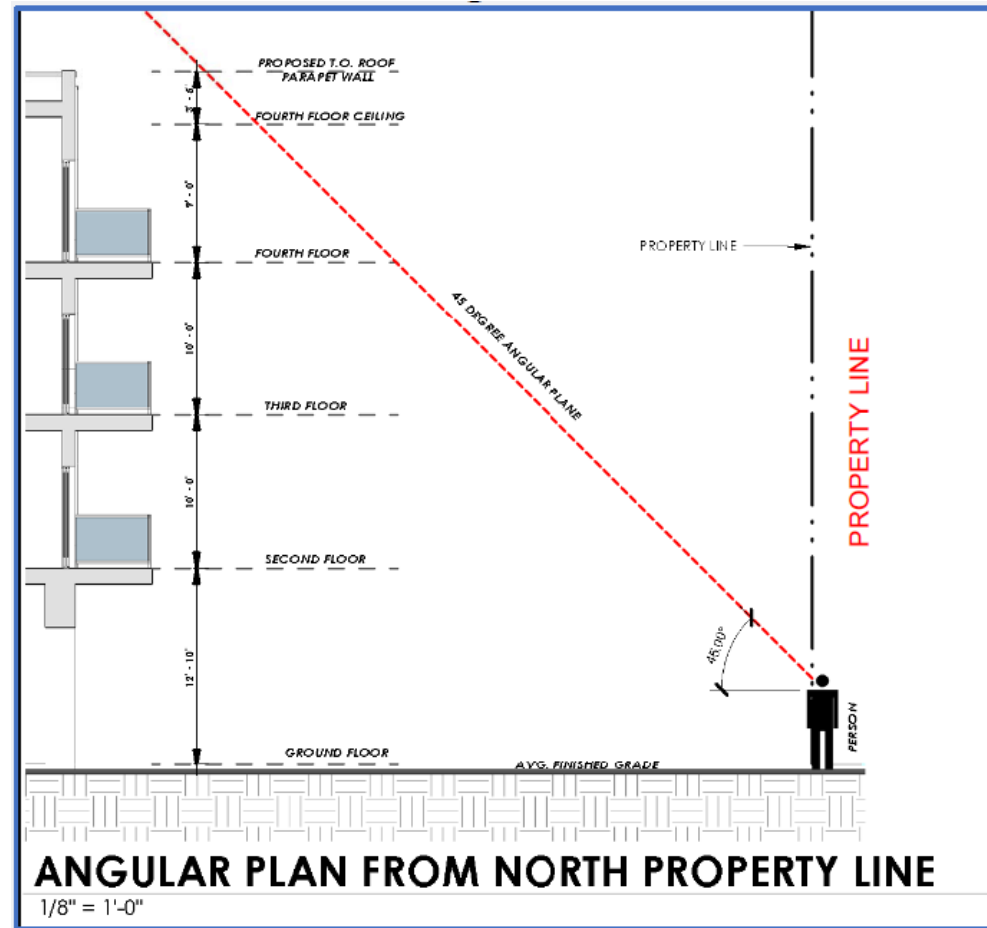 PROPOSED T.O. ROOF
PARAPET WALL
3' - 6"
FOURTH FLOOR CEILING
9' - 0"
FOURTH FLOOR
PROPERTY LINE
45 DEGREE ANGULAR PLANE
10' - 0"
PROPERTY LINE
THIRD FLOOR
10' - 0"
SECOND FLOOR
45.00°
12' - 10"
PERSON
GROUND FLOOR
AVG. FINISHED GRADE
ANGULAR PLAN FROM NORTH PROPERTY LINE
1/8" = 1'-0"